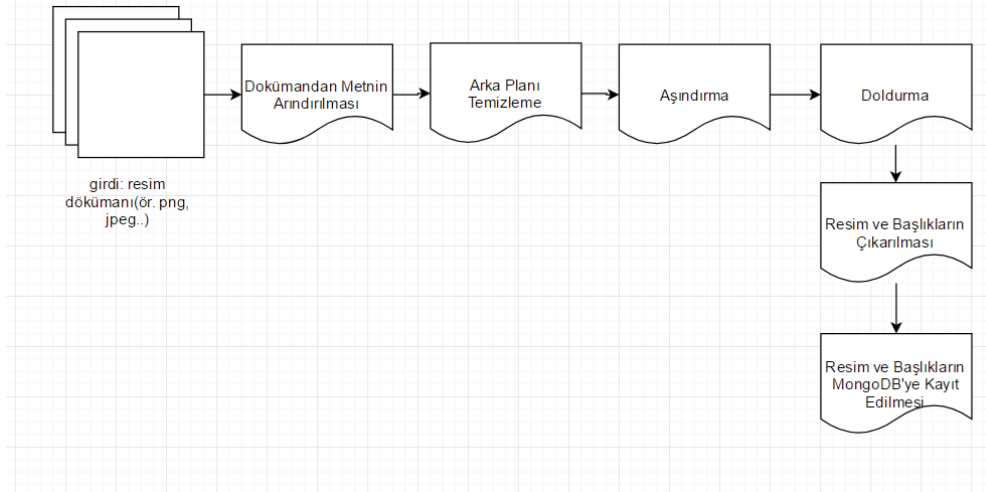 girdi: resim
dökümanı(ör. png,
jpeg..)
Dokümandan Metnin
Arındırılması
Arka Planı
Temizleme
Aşındırma
Doldurma
Resim ve Başlıkların
Çıkarılması
Resim ve Başlıkların
MongoDB'ye Kayıt
Edilmesi